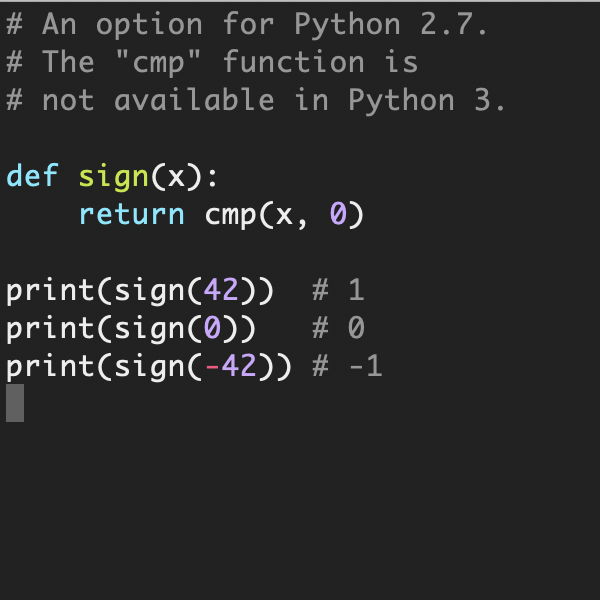 # An option for Python 2.7.
# The "cmp" function is
# not available in Python 3.
def sign(x):
    return cmp(x, 0)
print(sign(42))  # 1
print(sign(0))   # 0
print(sign(-42)) # -1